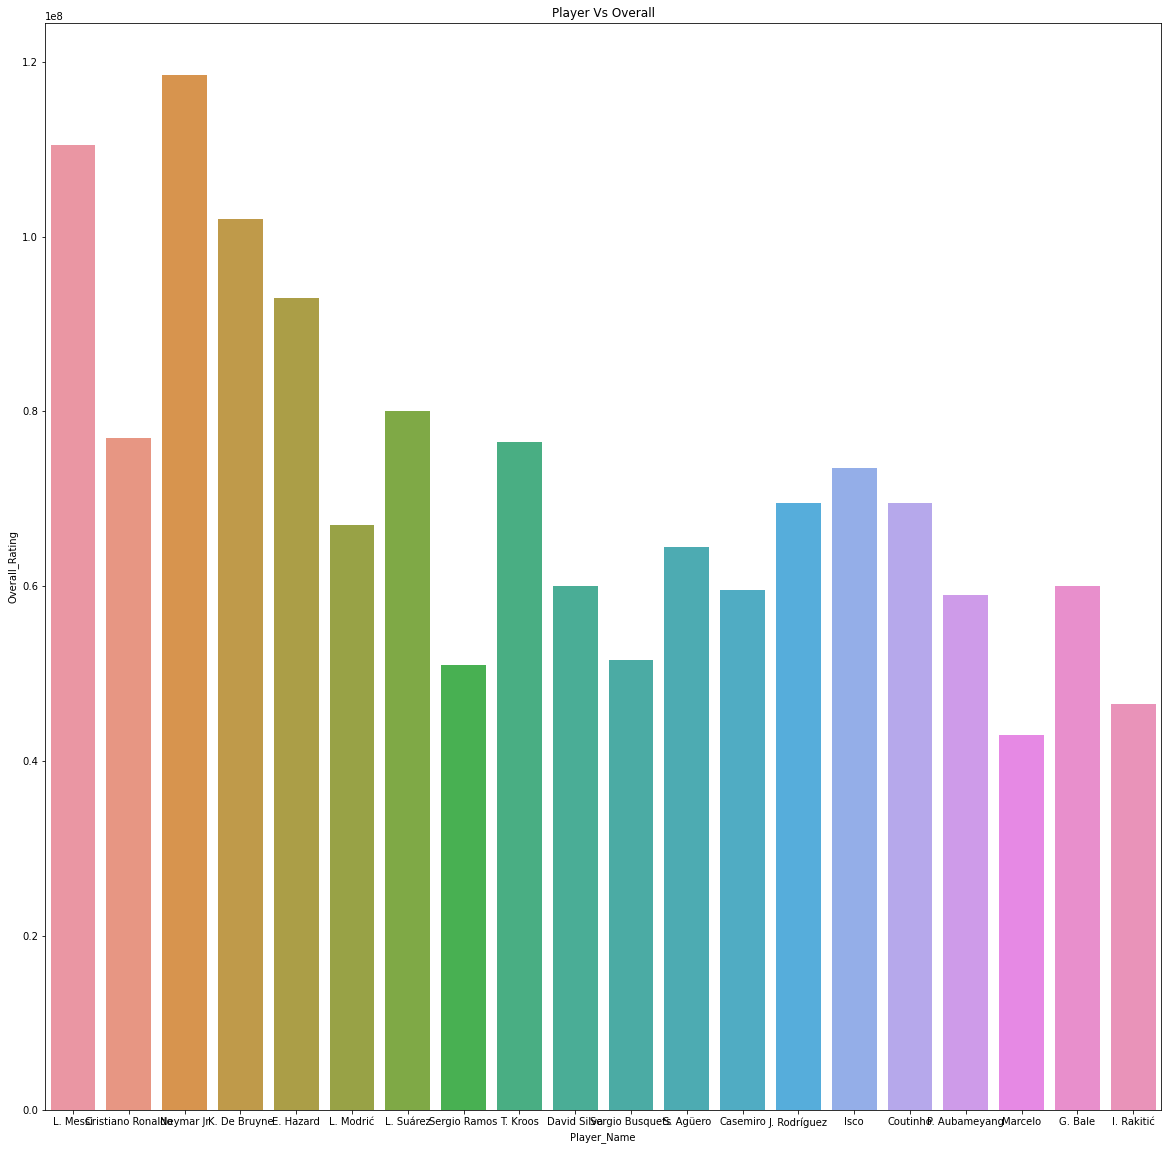 Player Vs Overall
1e8
1.2
1.0
0.8
0.6
0.4
0.2
0.0
Overall_Rating
L. Messi Cristiano Ronaldo Neymar Jr K. De Bruyne E. Hazard L. Modrić L. Suárez Sergio Ramos T. Kroos David Silva Sergio Busquets S. Agüero Casemiro J. Rodríguez Isco Coutinho P. Aubameyang Marcelo G. Bale I. Rakitić
Player_Name